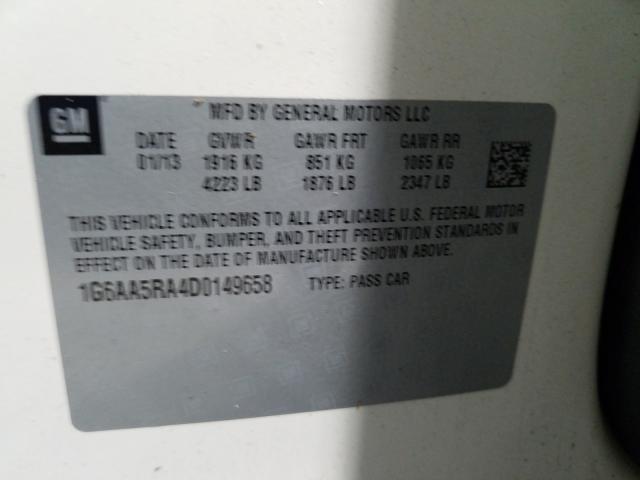 GM
MFD BY GENERAL MOTORS LLC
DATE GVWR GAWR FRT GAWR RR
01/13 1916 KG 851 KG 1065 KG
4223 LB 1876 LB 2347 LB
THIS VEHICLE CONFORMS TO ALL APPLICABLE U.S. FEDERAL MOTOR
VEHICLE SAFETY, BUMPER, AND THEFT PREVENTION STANDARDS IN
EFFECT ON THE DATE OF MANUFACTURE SHOWN ABOVE.
1G6AA5RA4D0149658 TYPE: PASS CAR